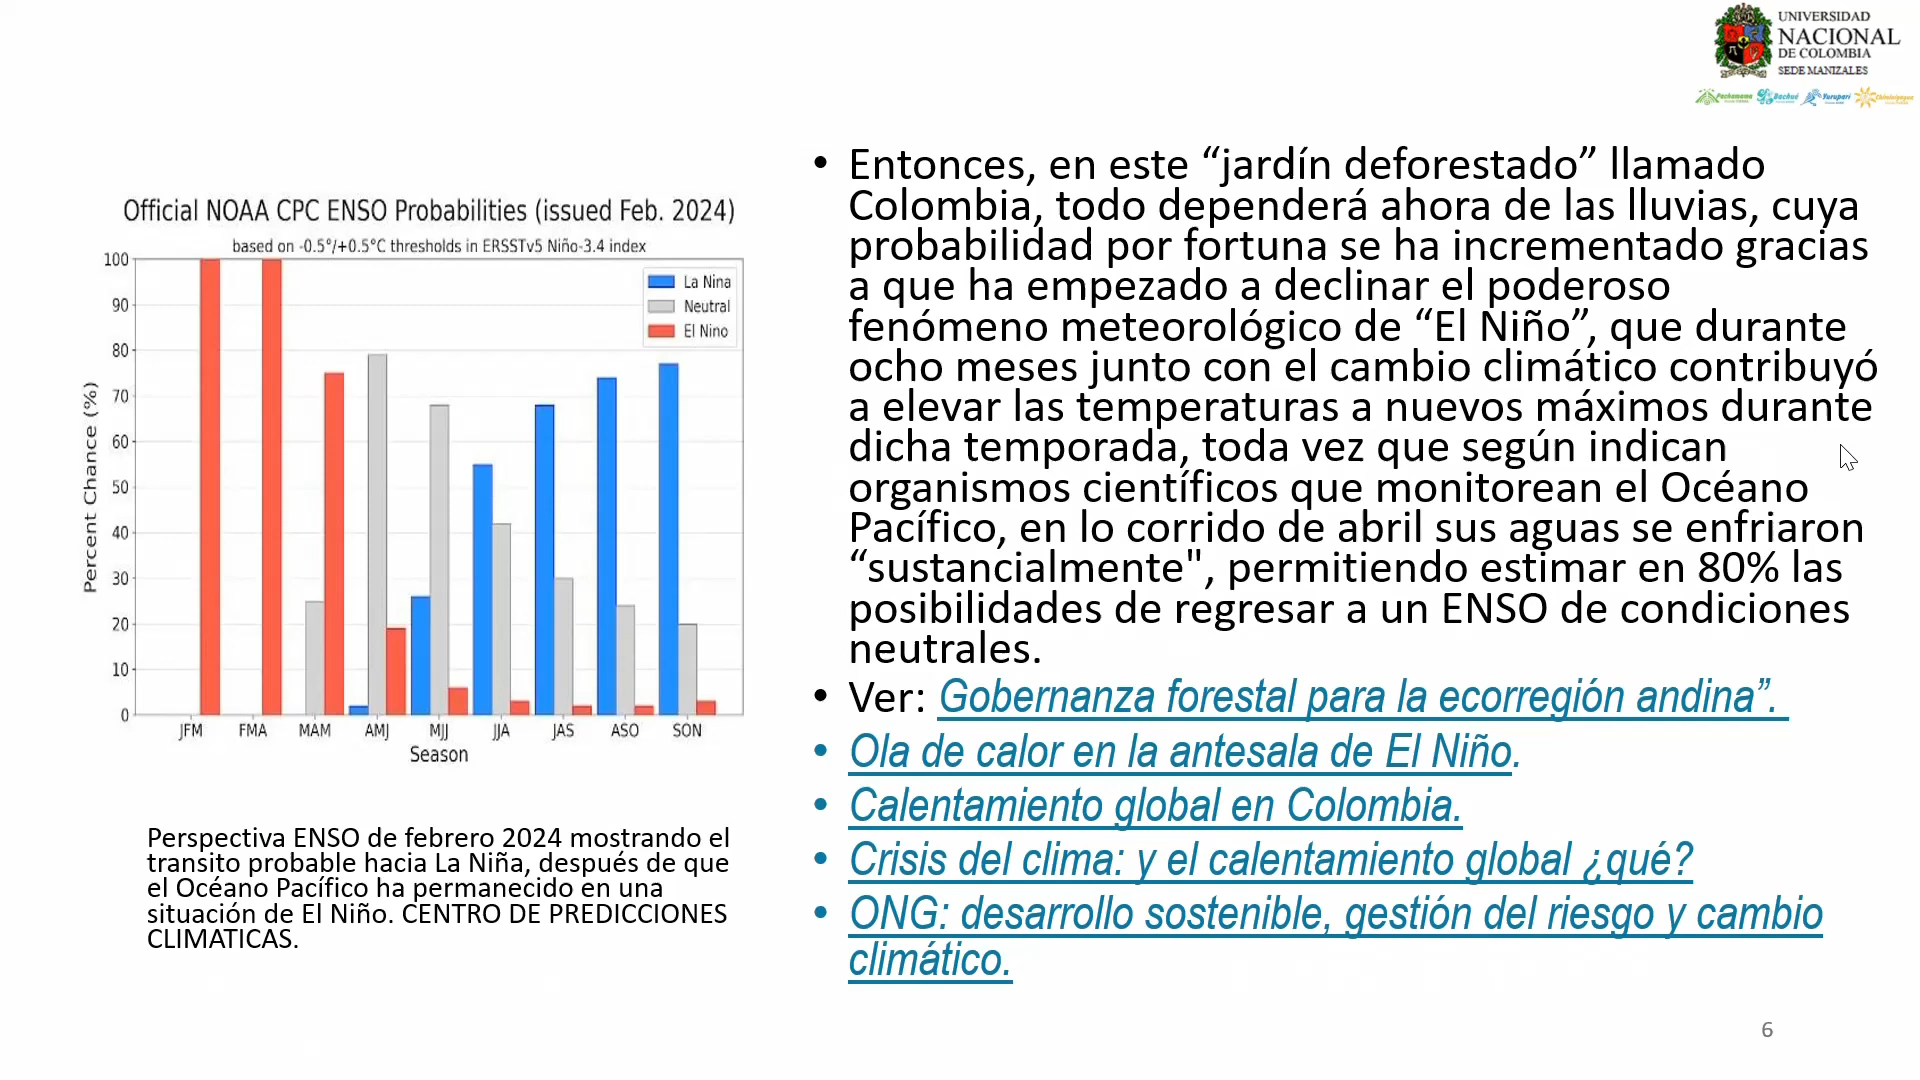 UNIVERSIDAD
NACIONAL
DE COLOMBIA
SEDE MANIZALES
Pachamama
Bachué
Yuruparí
Official NOAA CPC ENSO Probabilities (issued Feb. 2024)
based on -0.5°/+0.5°C thresholds in ERSSTv5 Niño-3.4 index
La Nina
Neutral
El Nino
Percent Chance (%)
100
90
80
70
60
50
40
30
20
10
0
JFM FMA MAM AMJ MJJ JJA JAS ASO SON
Season
Perspectiva ENSO de febrero 2024 mostrando el
transito probable hacia La Niña, después de que
el Océano Pacífico ha permanecido en una
situación de El Niño. CENTRO DE PREDICCIONES
CLIMATICAS.
• Entonces, en este “jardín deforestado” llamado
Colombia, todo dependerá ahora de las lluvias, cuya
probabilidad por fortuna se ha incrementado gracias
a que ha empezado a declinar el poderoso
fenómeno meteorológico de “El Niño”, que durante
ocho meses junto con el cambio climático contribuyó
a elevar las temperaturas a nuevos máximos durante
dicha temporada, toda vez que según indican
organismos científicos que monitorean el Océano
Pacífico, en lo corrido de abril sus aguas se enfriaron
“sustancialmente", permitiendo estimar en 80% las
posibilidades de regresar a un ENSO de condiciones
neutrales.
• Ver: Gobernanza forestal para la ecorregión andina”.
• Ola de calor en la antesala de El Niño.
• Calentamiento global en Colombia.
• Crisis del clima: y el calentamiento global ¿qué?
• ONG: desarrollo sostenible, gestión del riesgo y cambio
climático.
6